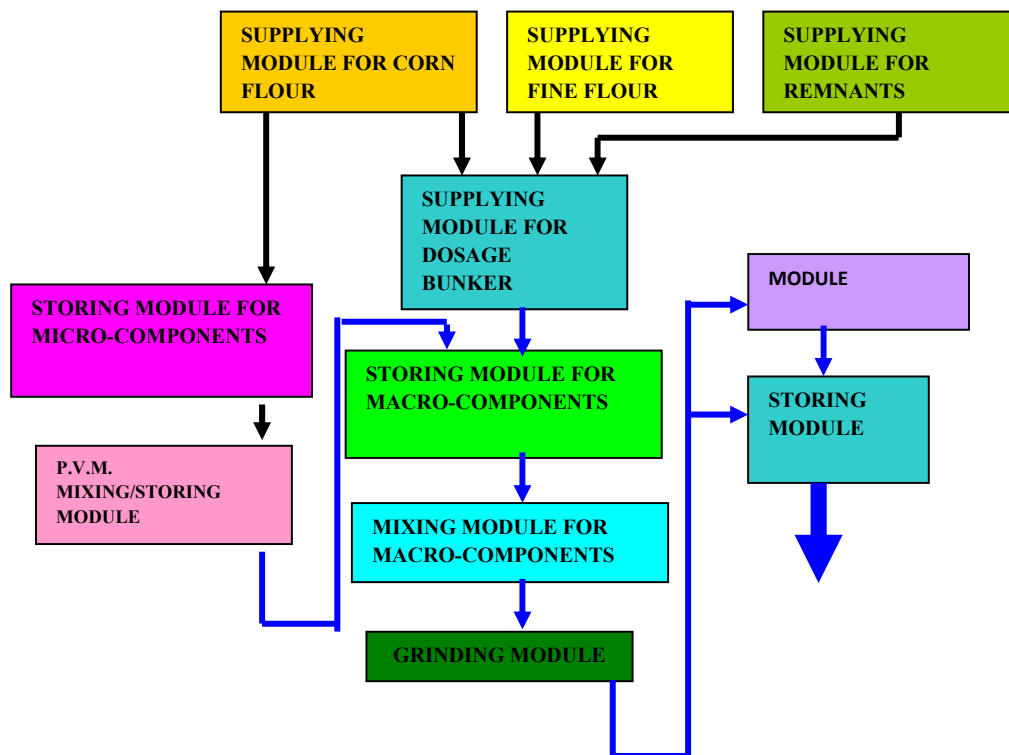 SUPPLYING
MODULE FOR CORN
FLOUR
SUPPLYING
MODULE FOR
FINE FLOUR
SUPPLYING
MODULE FOR
REMNANTS
SUPPLYING
MODULE FOR
DOSAGE
BUNKER
MODULE
STORING MODULE FOR
MICRO-COMPONENTS
STORING MODULE FOR
MACRO-COMPONENTS
STORING
MODULE
P.V.M.
MIXING/STORING
MODULE
MIXING MODULE FOR
MACRO-COMPONENTS
GRINDING MODULE